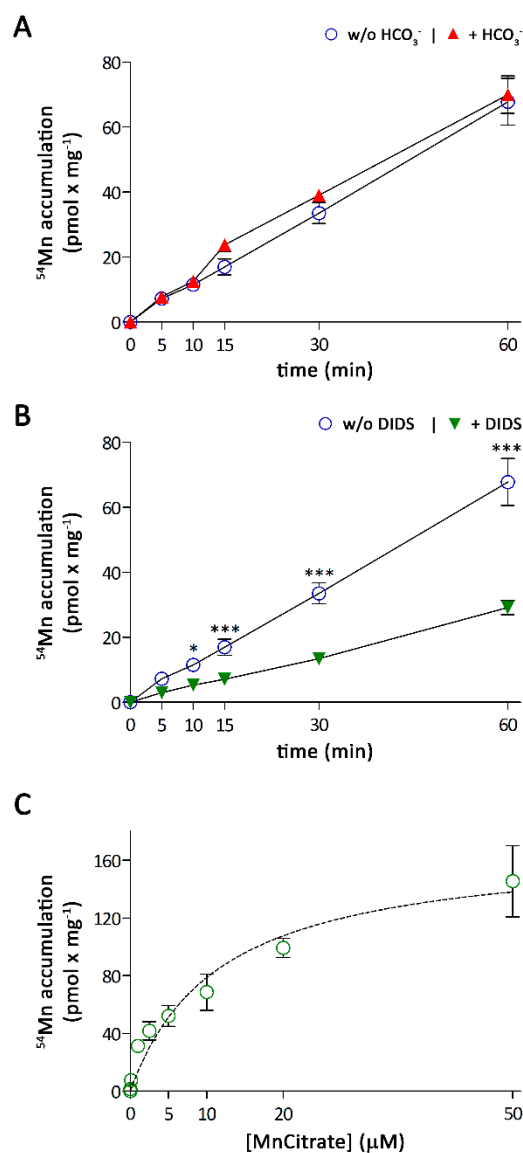 A
w/o HCO₃⁻ | + HCO₃⁻
⁵⁴Mn accumulation
(pmol x mg⁻¹)
80
60
40
20
0
0 5 10 15 30 60
time (min)
B
w/o DIDS | + DIDS
⁵⁴Mn accumulation
(pmol x mg⁻¹)
80
60
40
20
0
* *** *** ***
0 5 10 15 30 60
time (min)
C
⁵⁴Mn accumulation
(pmol x mg⁻¹)
160
120
80
40
0
0 5 10 20 50
[MnCitrate] (μM)